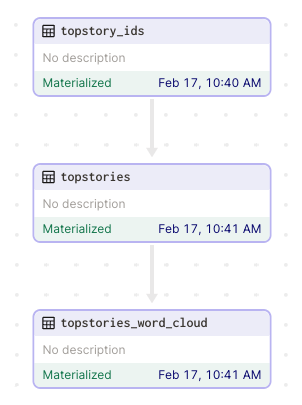 topstory_ids
No description
Materialized Feb 17, 10:40 AM
topstories
No description
Materialized Feb 17, 10:41 AM
topstories_word_cloud
No description
Materialized Feb 17, 10:41 AM